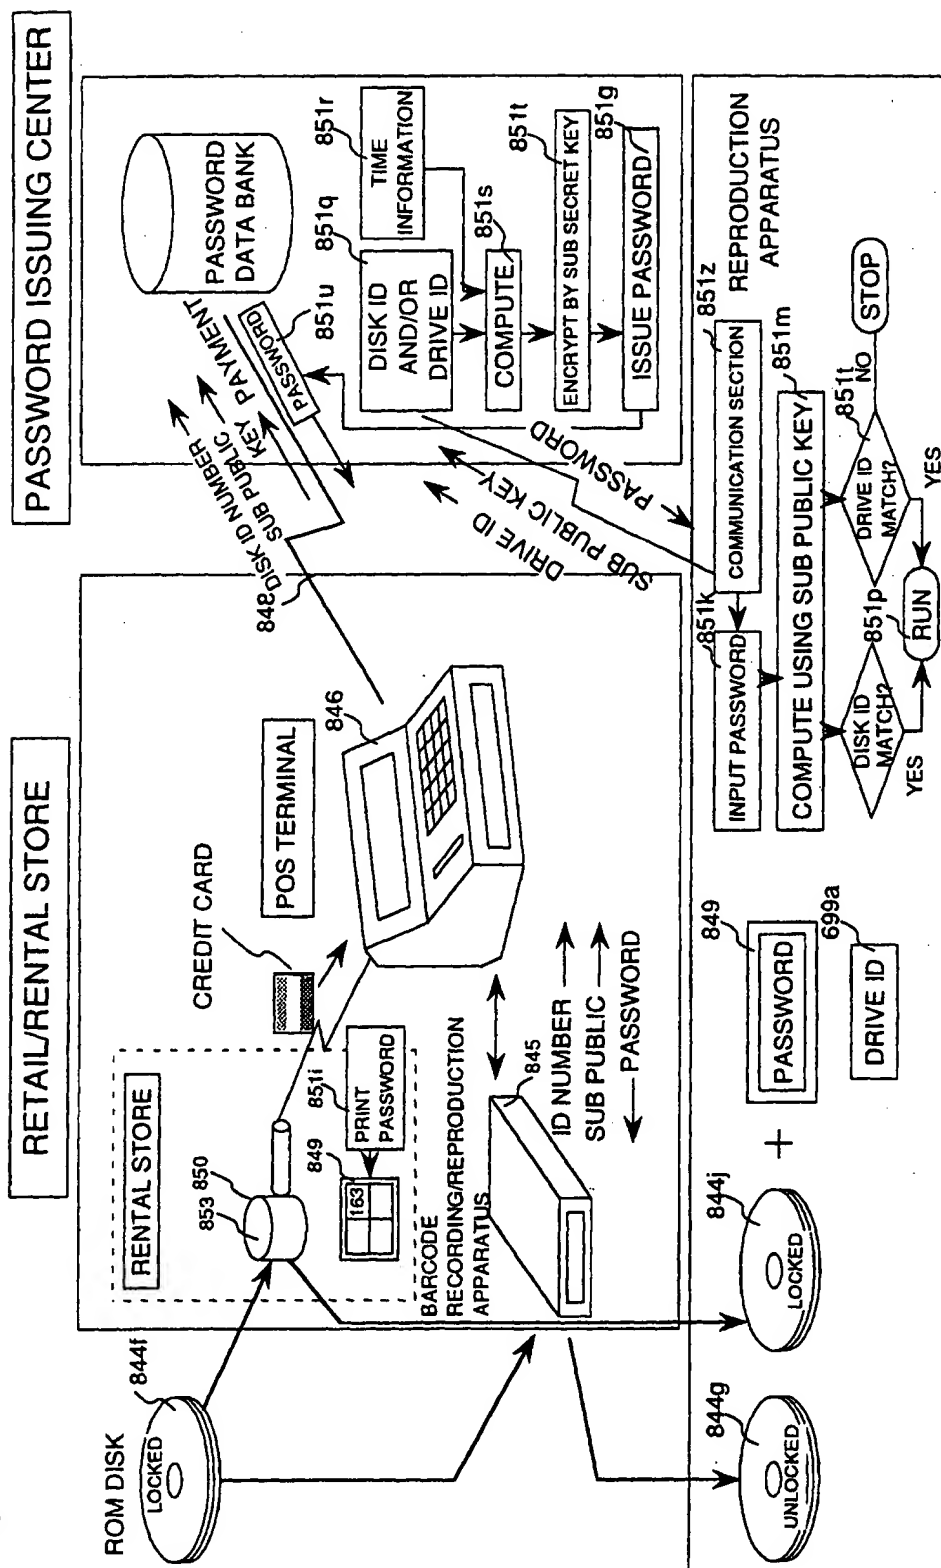 RETAIL/RENTAL STORE
PASSWORD ISSUING CENTER
ROM DISK
844f
LOCKED
RENTAL STORE
853
850
849
163
851i
PRINT
PASSWORD
BARCODE
RECORDING/REPRODUCTION
APPARATUS
CREDIT CARD
POS TERMINAL
846
ID NUMBER
SUB PUBLIC
PASSWORD
845
848
DISK ID NUMBER
SUB PUBLIC
KEY
PAYMENT
PASSWORD
851u
PASSWORD
DATA BANK
851q
851r
DISK ID
AND/OR
DRIVE ID
TIME
INFORMATION
851s
COMPUTE
851t
ENCRYPT BY SUB SECRET KEY
851g
ISSUE PASSWORD
DRIVE ID
SUB PUBLIC KEY
PASSWORD
844g
UNLOCKED
844j
LOCKED
+
849
PASSWORD
699a
DRIVE ID
REPRODUCTION
APPARATUS
851k
INPUT PASSWORD
851z
COMMUNICATION SECTION
851m
COMPUTE USING SUB PUBLIC KEY
DISK ID
MATCH?
YES
851p
RUN
851t
DRIVE ID
MATCH?
NO
YES
STOP